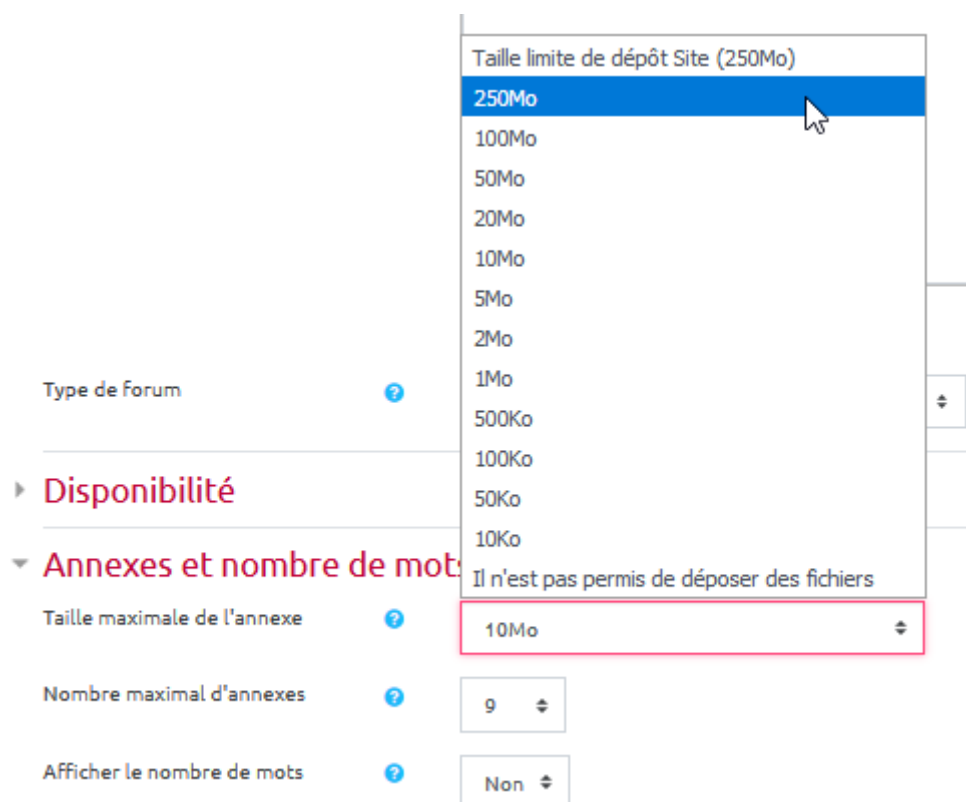 Taille limite de dépôt Site (250Mo)
250Mo
100Mo
50Mo
20Mo
10Mo
5Mo
2Mo
1Mo
500Ko
100Ko
50Ko
10Ko
Il n'est pas permis de déposer des fichiers
Type de forum
Disponibilité
Annexes et nombre de mots
Taille maximale de l'annexe
10Mo
Nombre maximal d'annexes
9
Afficher le nombre de mots
Non